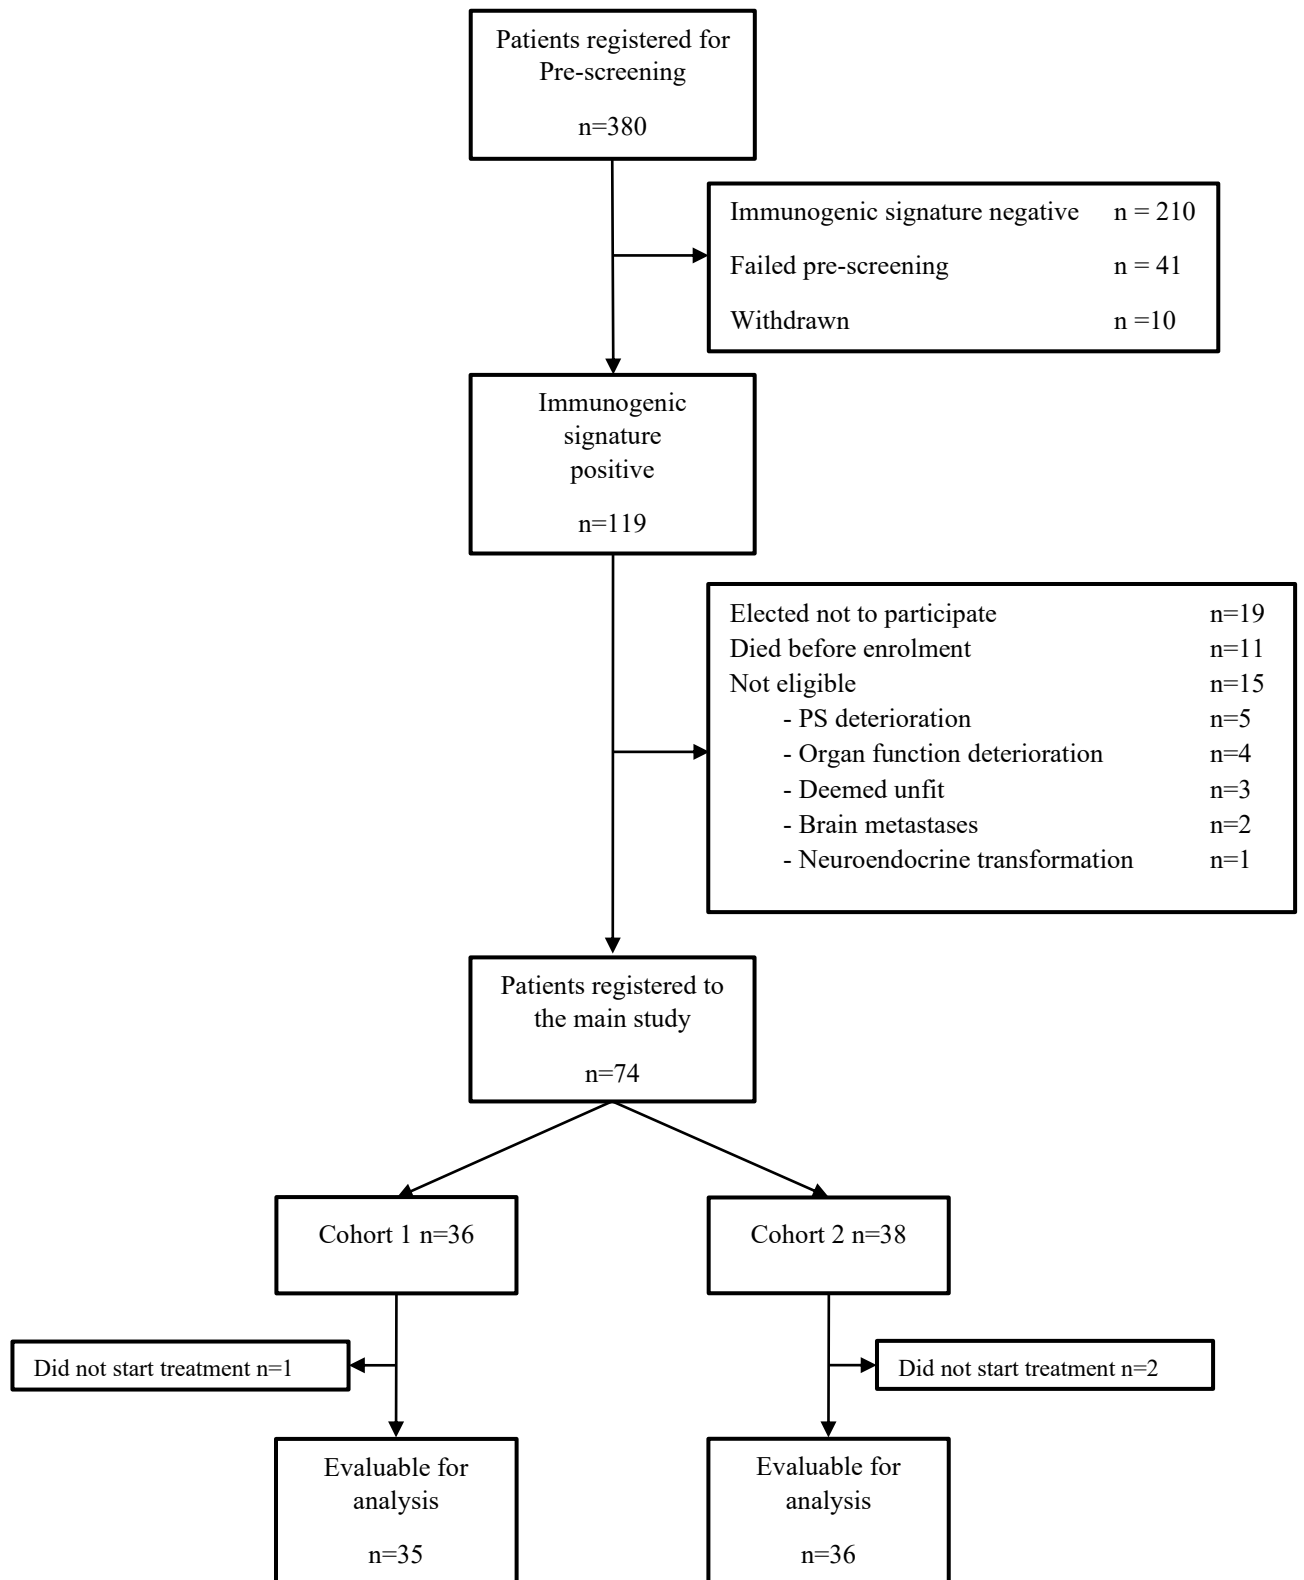 Patients registered for
Pre-screening
n=380
Immunogenic signature negative n = 210
Failed pre-screening n = 41
Withdrawn n =10
Immunogenic
signature
positive
n=119
Elected not to participate n=19
Died before enrolment n=11
Not eligible n=15
- PS deterioration n=5
- Organ function deterioration n=4
- Deemed unfit n=3
- Brain metastases n=2
- Neuroendocrine transformation n=1
Patients registered to
the main study
n=74
Cohort 1 n=36
Cohort 2 n=38
Did not start treatment n=1
Did not start treatment n=2
Evaluable for
analysis
n=35
Evaluable for
analysis
n=36